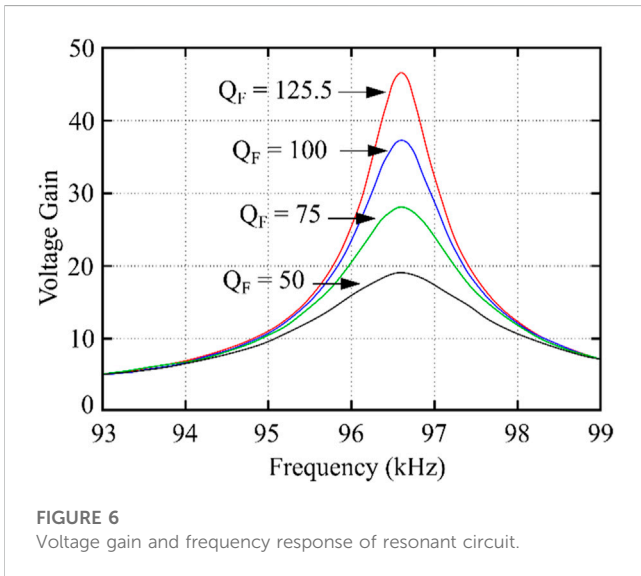 50
40
30
20
10
0
Voltage Gain
Q_F = 125.5
Q_F = 100
Q_F = 75
Q_F = 50
93 94 95 96 97 98 99
Frequency (kHz)
FIGURE 6
Voltage gain and frequency response of resonant circuit.